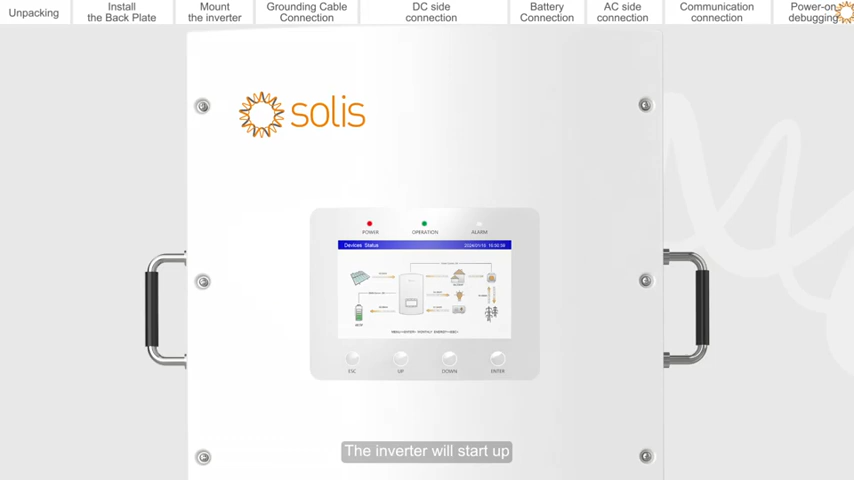 Unpacking
Install
the Back Plate
Mount
the inverter
Grounding Cable
Connection
DC side
connection
Battery
Connection
AC side
connection
Communication
connection
Power-on
debugging
solis
POWER
OPERATION
ALARM
Devices Status
ESC
UP
DOWN
ENTER
The inverter will start up